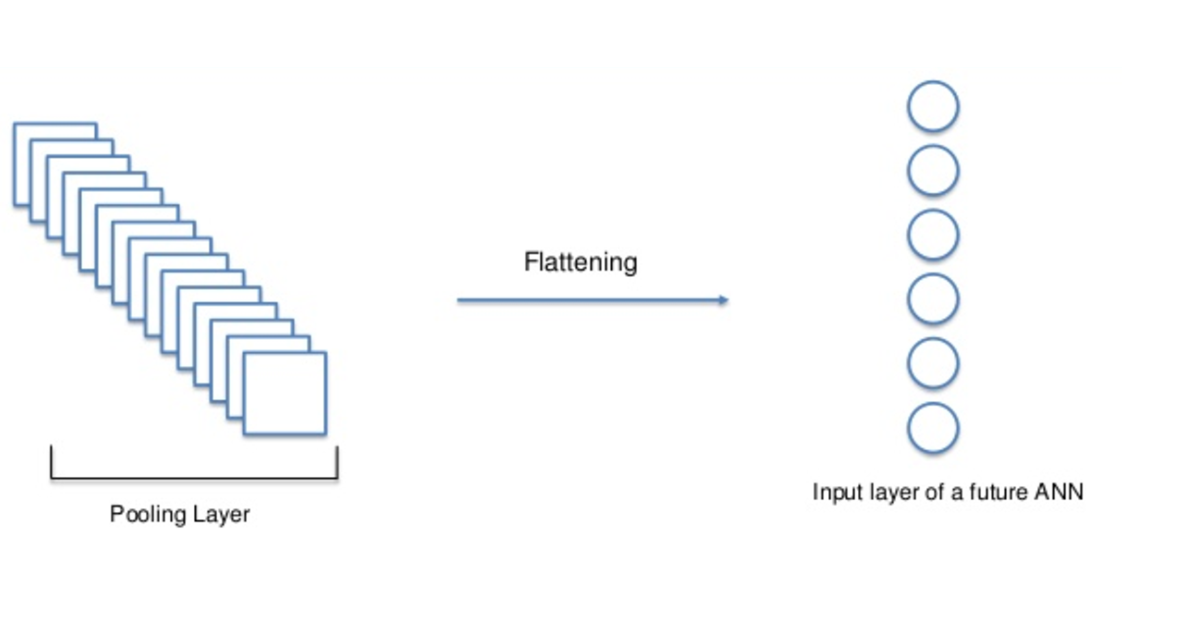 Flattening
Pooling Layer
Input layer of a future ANN